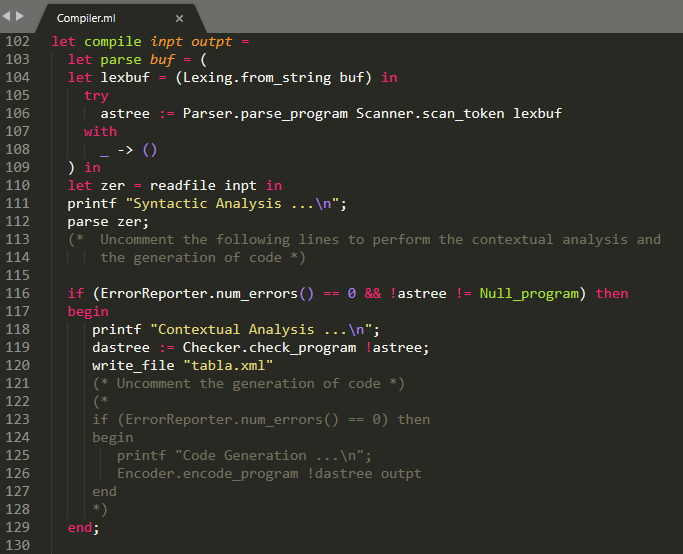 Compiler.ml ×
102 let compile inpt outpt =
103 let parse buf = (
104 let lexbuf = (Lexing.from_string buf) in
105 try
106 astree := Parser.parse_program Scanner.scan_token lexbuf
107 with
108 _ -> ()
109 ) in
110 let zer = readfile inpt in
111 printf "Syntactic Analysis ...\n";
112 parse zer;
113 (*  Uncomment the following lines to perform the contextual analysis and
114 the generation of code *)
115
116 if (ErrorReporter.num_errors() == 0 && !astree != Null_program) then
117 begin
118 printf "Contextual Analysis ...\n";
119 dastree := Checker.check_program !astree;
120 write_file "tabla.xml"
121 (* Uncomment the generation of code *)
122 (*
123 if (ErrorReporter.num_errors() == 0) then
124 begin
125 printf "Code Generation ...\n";
126 Encoder.encode_program !dastree outpt
127 end
128 *)
129 end;
130